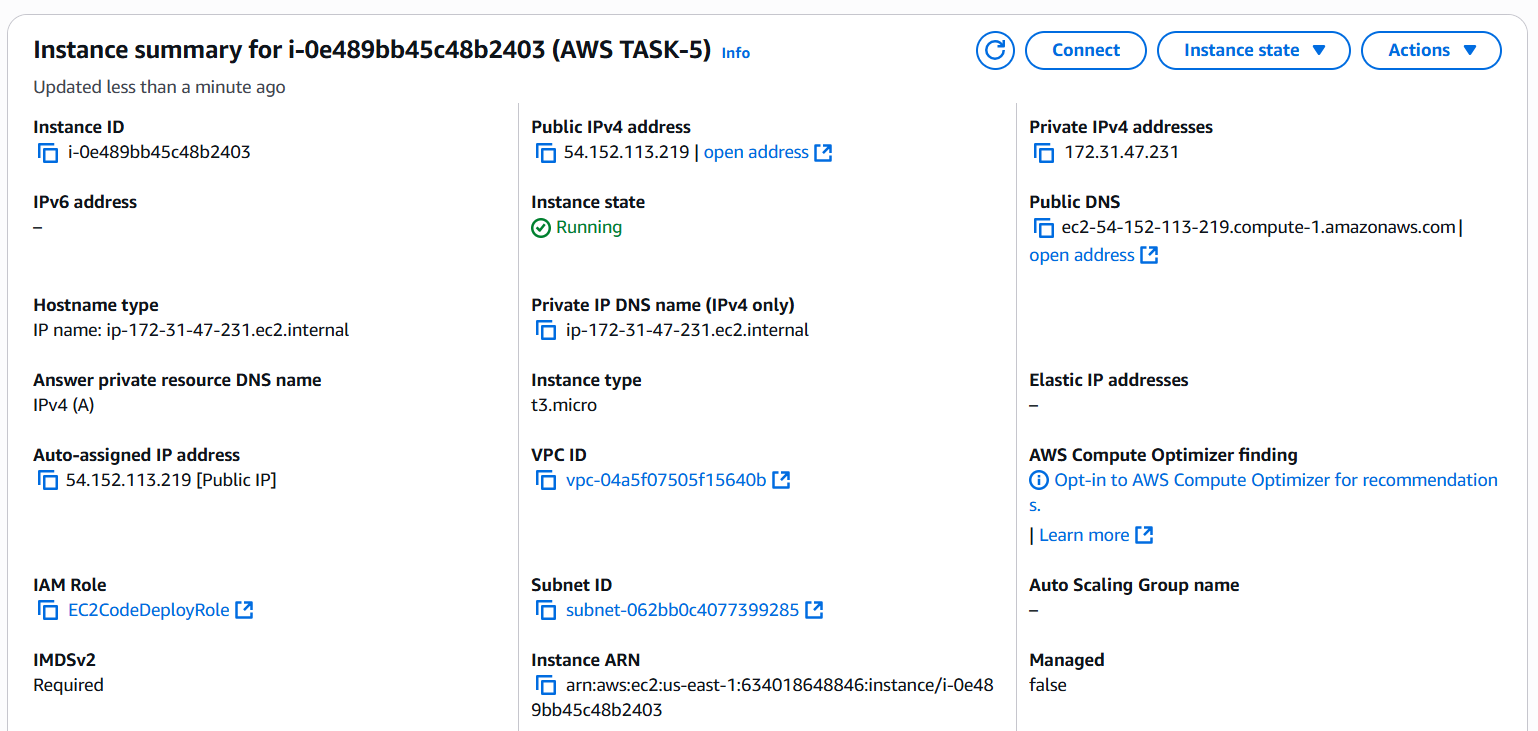 Instance summary for i-0e489bb45c48b2403 (AWS TASK-5) Info
Connect
Instance state
Actions
Updated less than a minute ago
Instance ID
i-0e489bb45c48b2403
Public IPv4 address
54.152.113.219 | open address
Private IPv4 addresses
172.31.47.231
IPv6 address
–
Instance state
Running
Public DNS
ec2-54-152-113-219.compute-1.amazonaws.com |
open address
Hostname type
IP name: ip-172-31-47-231.ec2.internal
Private IP DNS name (IPv4 only)
ip-172-31-47-231.ec2.internal
Answer private resource DNS name
IPv4 (A)
Instance type
t3.micro
Elastic IP addresses
–
Auto-assigned IP address
54.152.113.219 [Public IP]
VPC ID
vpc-04a5f07505f15640b
AWS Compute Optimizer finding
Opt-in to AWS Compute Optimizer for recommendation
s.
| Learn more
IAM Role
EC2CodeDeployRole
Subnet ID
subnet-062bb0c4077399285
Auto Scaling Group name
–
IMDSv2
Required
Instance ARN
arn:aws:ec2:us-east-1:634018648846:instance/i-0e48
9bb45c48b2403
Managed
false